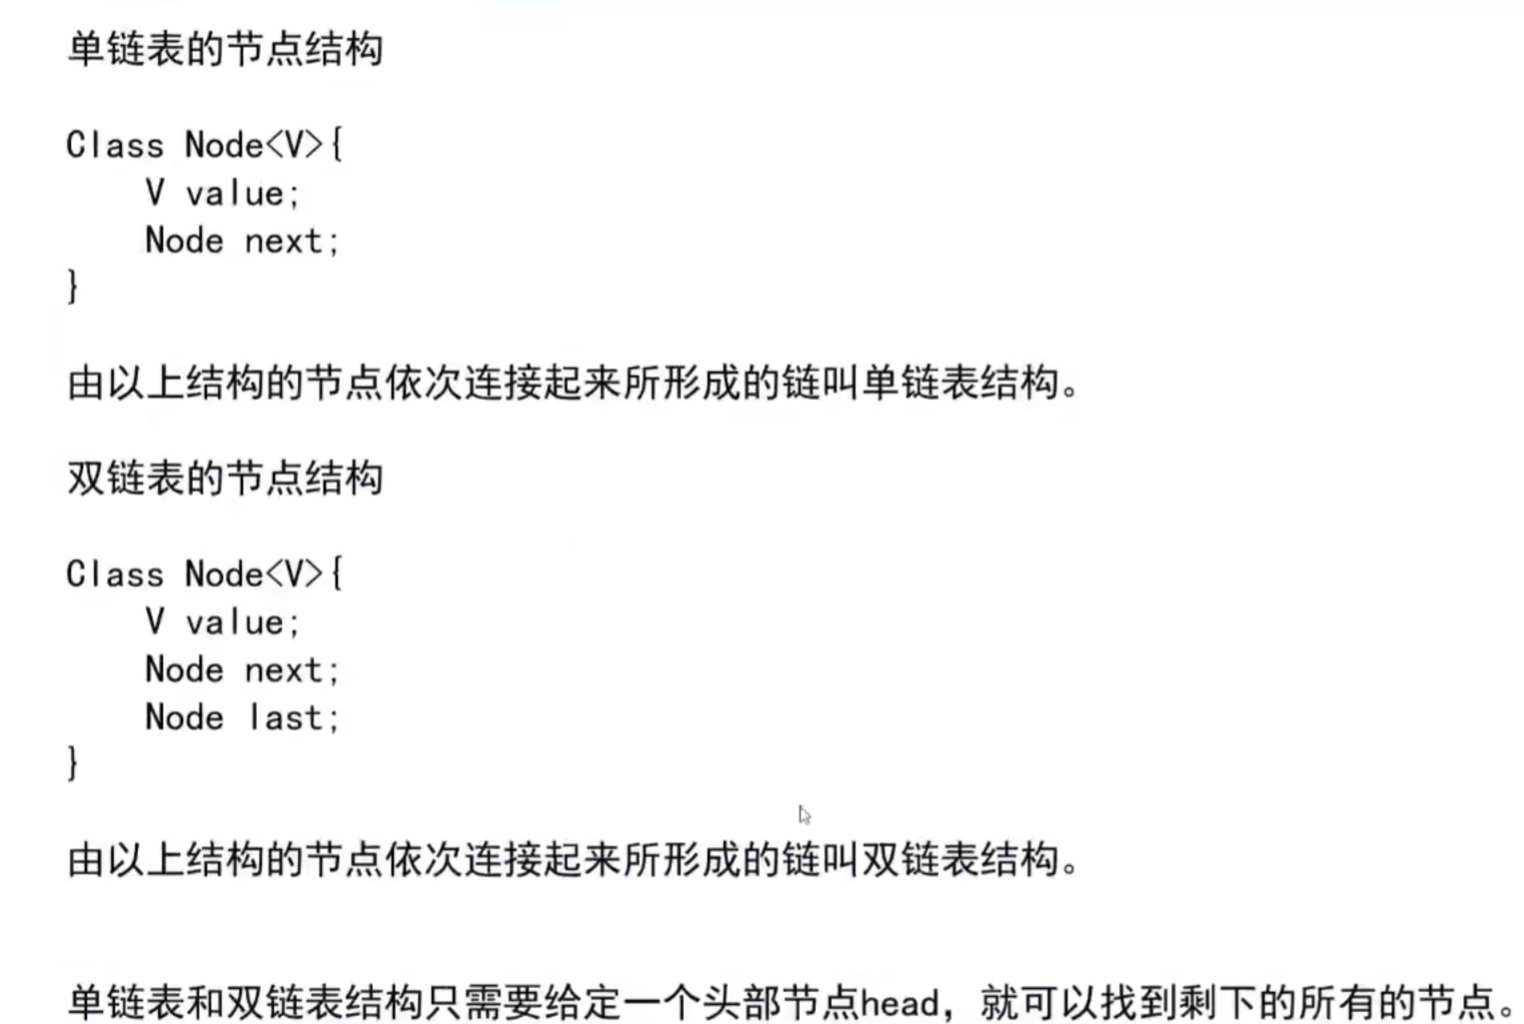 单链表的节点结构
Class Node<V>{
V value;
Node next;
}
由以上结构的节点依次连接起来所形成的链叫单链表结构。
双链表的节点结构
Class Node<V>{
V value;
Node next;
Node last;
}
由以上结构的节点依次连接起来所形成的链叫双链表结构。
单链表和双链表结构只需要给定一个头部节点head，就可以找到剩下的所有的节点。